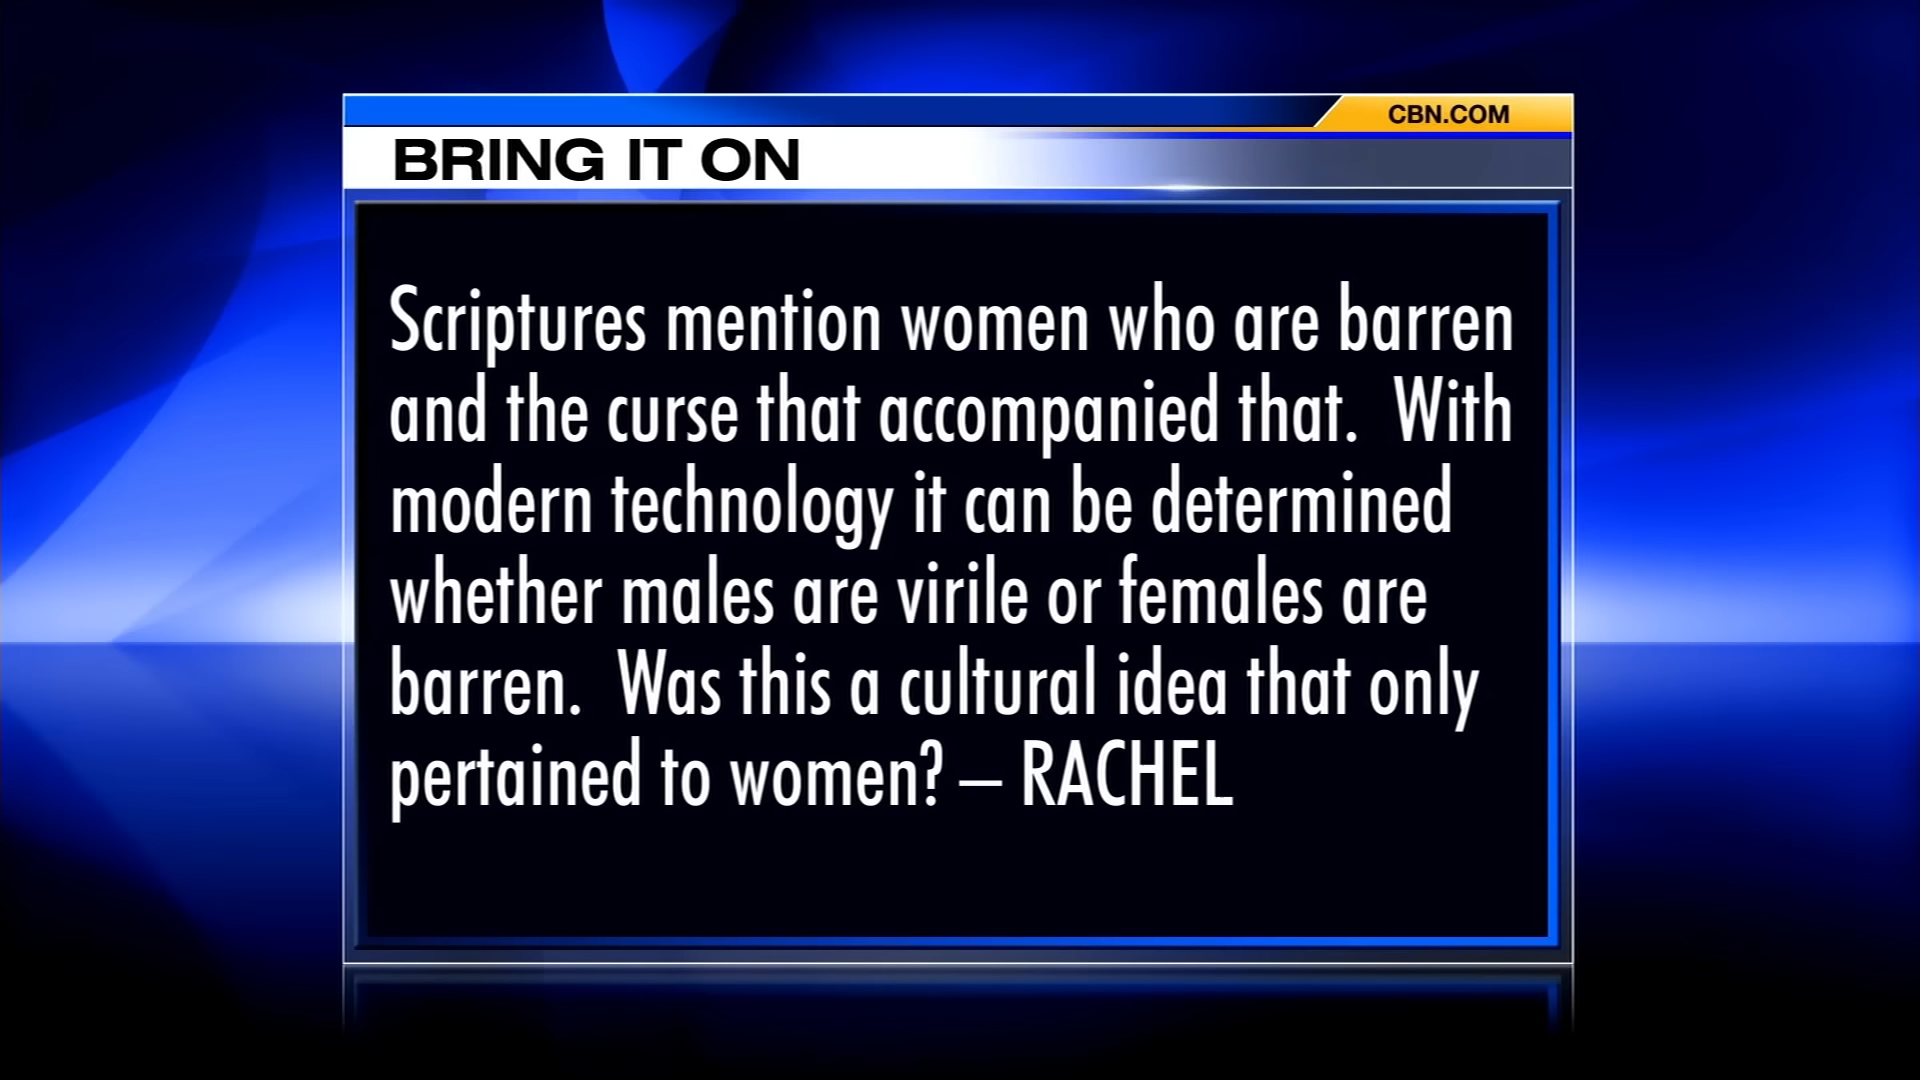 CBN.COM
BRING IT ON
Scriptures mention women who are barren
and the curse that accompanied that.  With
modern technology it can be determined
whether males are virile or females are
barren.  Was this a cultural idea that only
pertained to women? – RACHEL